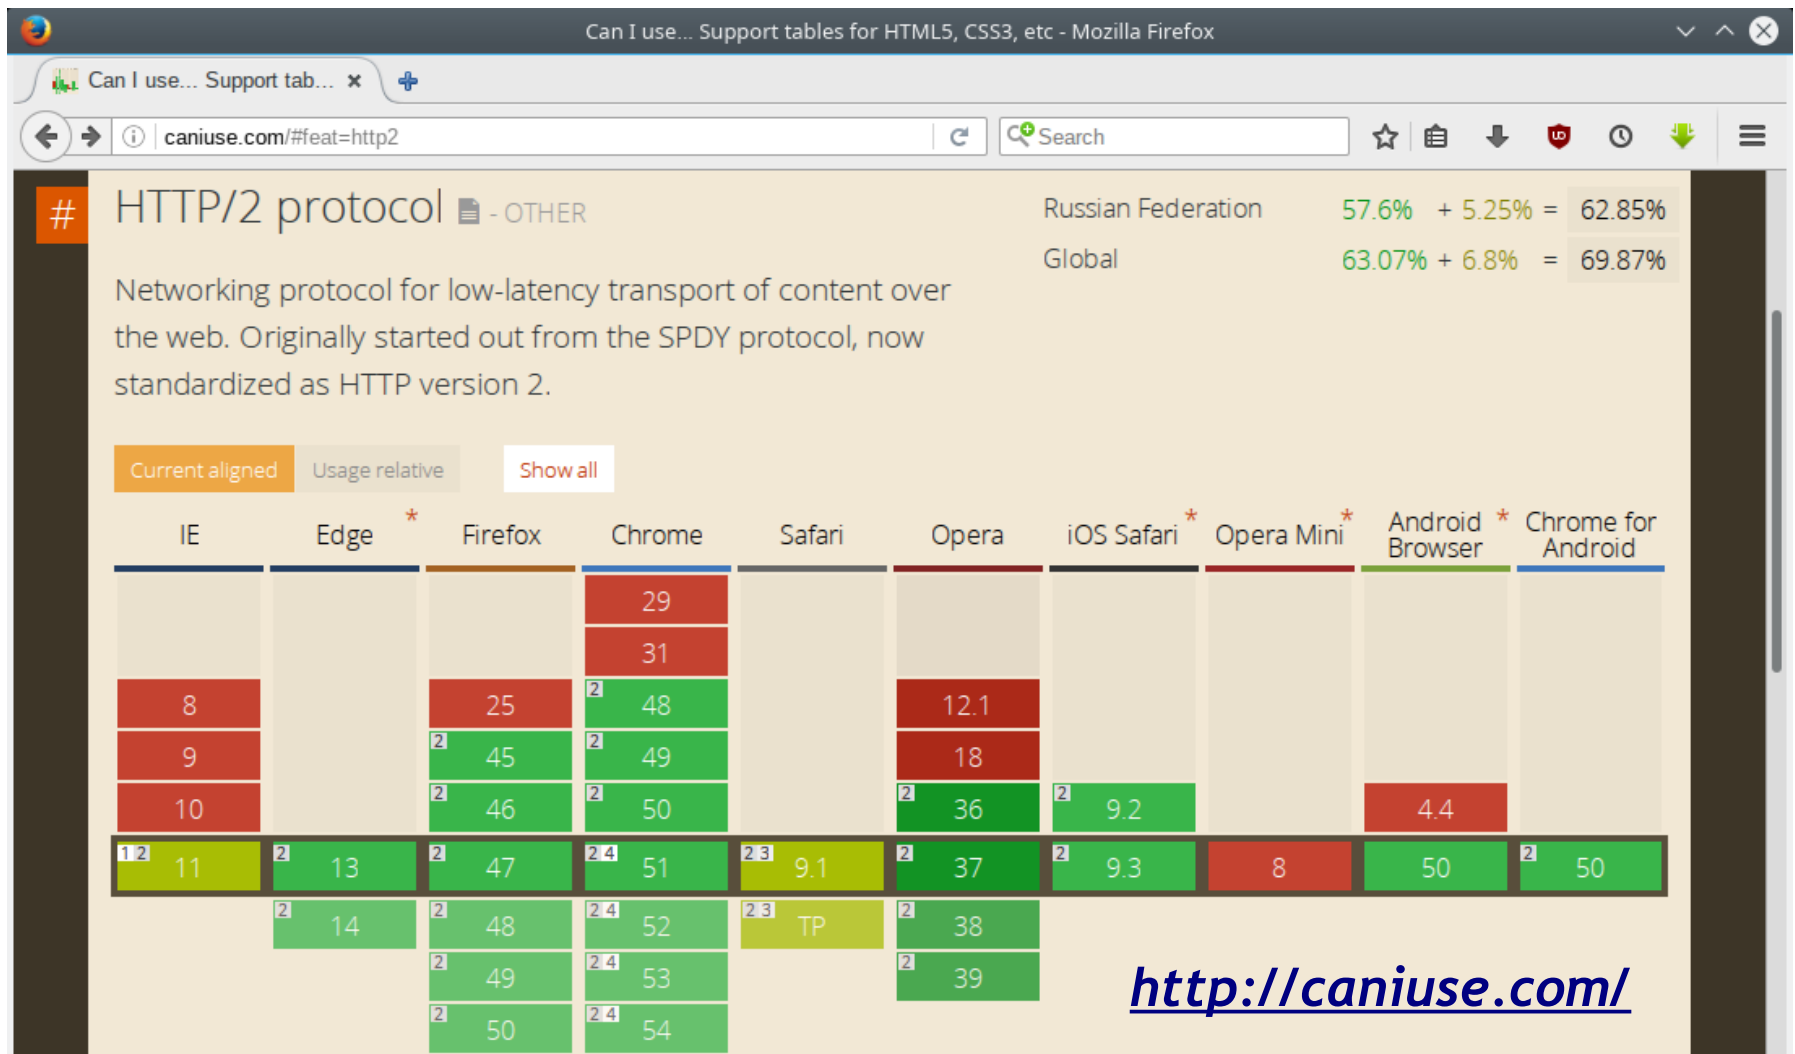 Can I use... Support tables for HTML5, CSS3, etc - Mozilla Firefox
Can I use... Support tab...
caniuse.com/#feat=http2
Search
# HTTP/2 protocol - OTHER
Russian Federation 57.6% + 5.25% = 62.85%
Global 63.07% + 6.8% = 69.87%
Networking protocol for low-latency transport of content over
the web. Originally started out from the SPDY protocol, now
standardized as HTTP version 2.
Current aligned Usage relative Show all
IE Edge * Firefox Chrome Safari Opera iOS Safari * Opera Mini * Android Browser * Chrome for Android
29
31
8 25 2 48 12.1
9 2 45 2 49 18
10 2 46 2 50 2 36 2 9.2 4.4
1 2 11 2 13 2 47 2 4 51 2 3 9.1 2 37 2 9.3 8 50 2 50
2 14 2 48 2 4 52 2 3 TP 2 38
2 49 2 4 53 2 39
2 50 2 4 54
http://caniuse.com/